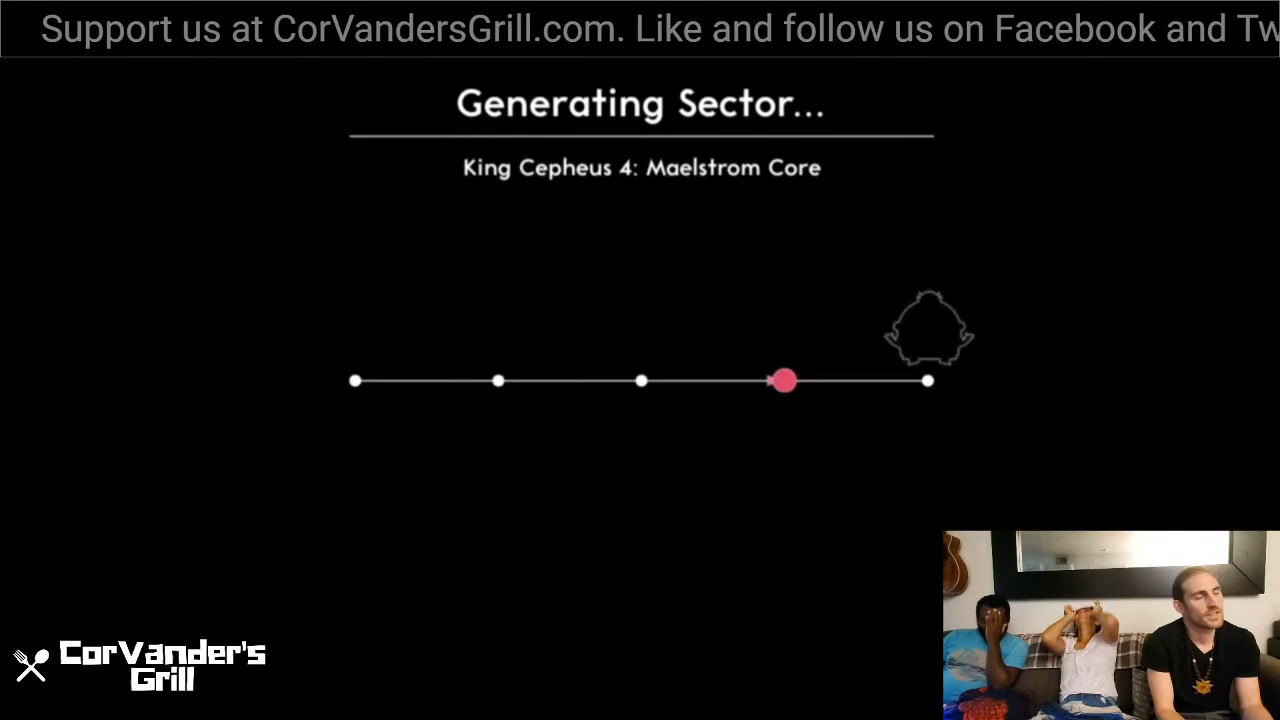 Support us at CorVandersGrill.com. Like and follow us on Facebook and Tw
Generating Sector...
King Cepheus 4: Maelstrom Core
CorVander's
Grill